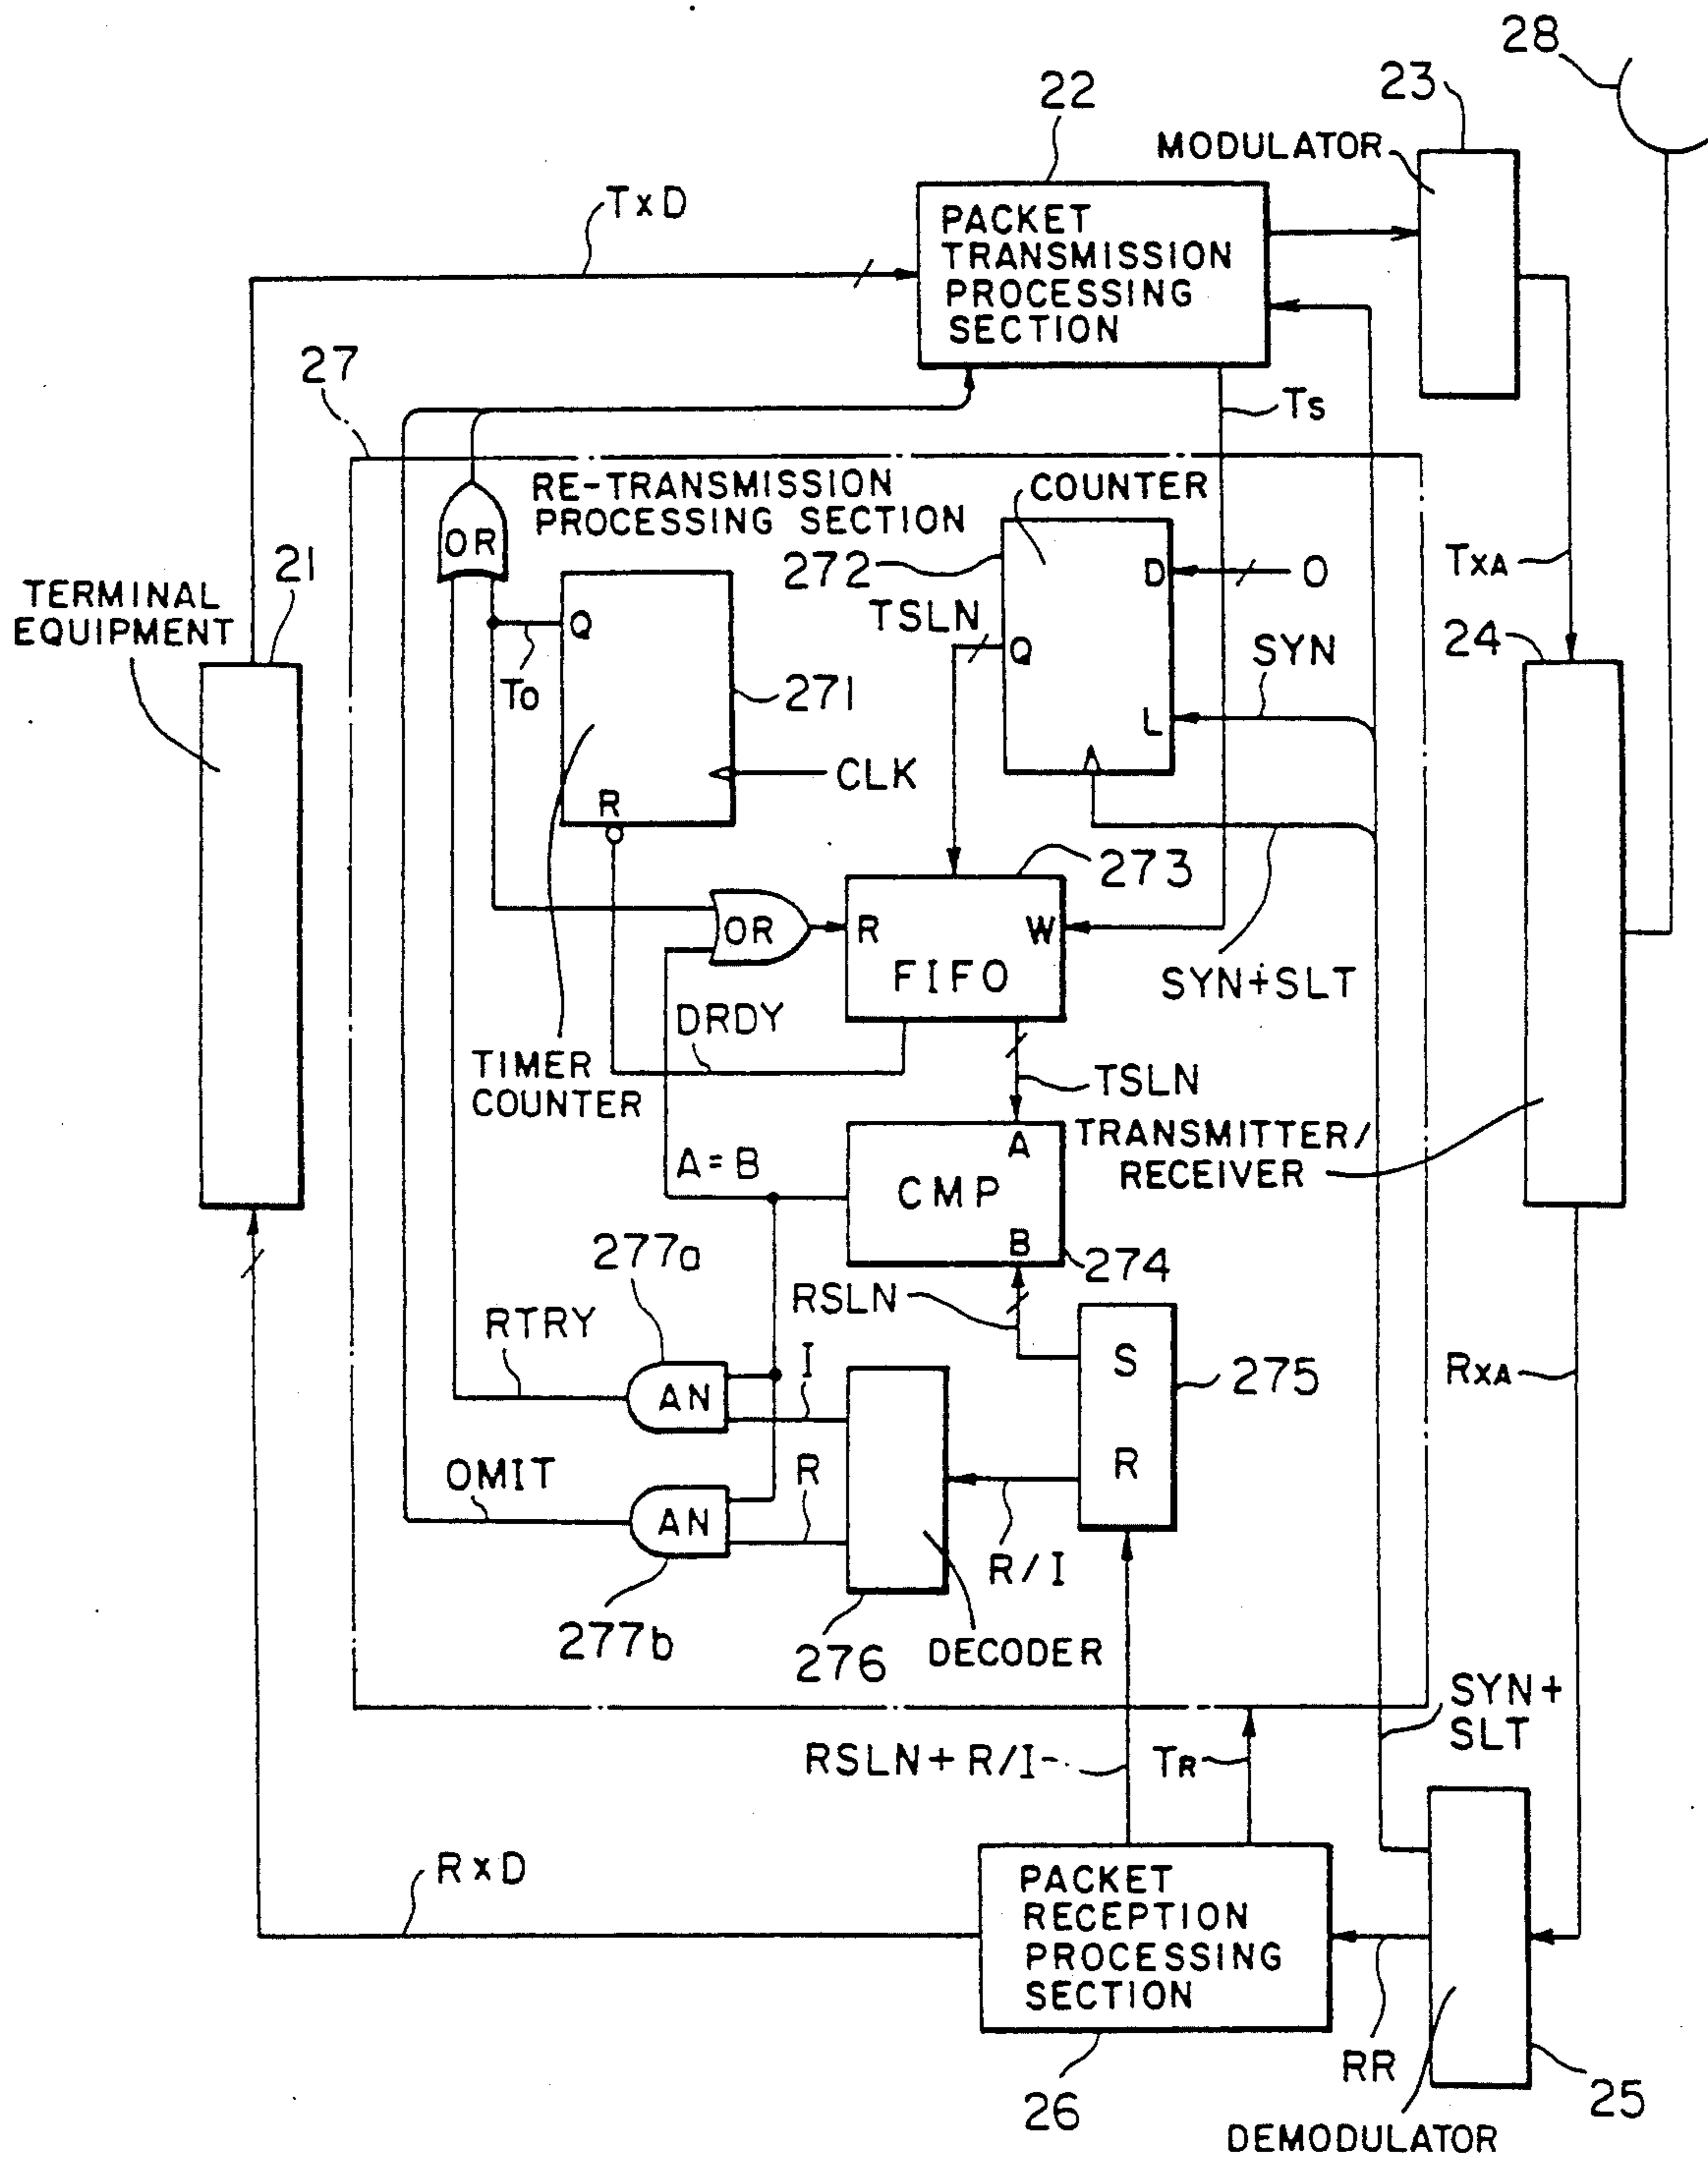 28
23
22
MODULATOR
TxD
PACKET
TRANSMISSION
PROCESSING
SECTION
27
Ts
RE-TRANSMISSION
PROCESSING SECTION
COUNTER
OR
21
272
D
O
TxA
TERMINAL
EQUIPMENT
TSLN
Q
Q
SYN
24
To
271
L
CLK
R
273
OR
R
W
FIFO
SYN+SLT
DRDY
TIMER
COUNTER
TSLN
A
TRANSMITTER/
RECEIVER
A=B
CMP
B
274
277a
RSLN
RTRY
I
S
275
RxA
AN
OMIT
R
R
AN
R/I
277b
276
DECODER
SYN+
SLT
RSLN+R/I
TR
RxD
PACKET
RECEPTION
PROCESSING
SECTION
RR
26
25
DEMODULATOR